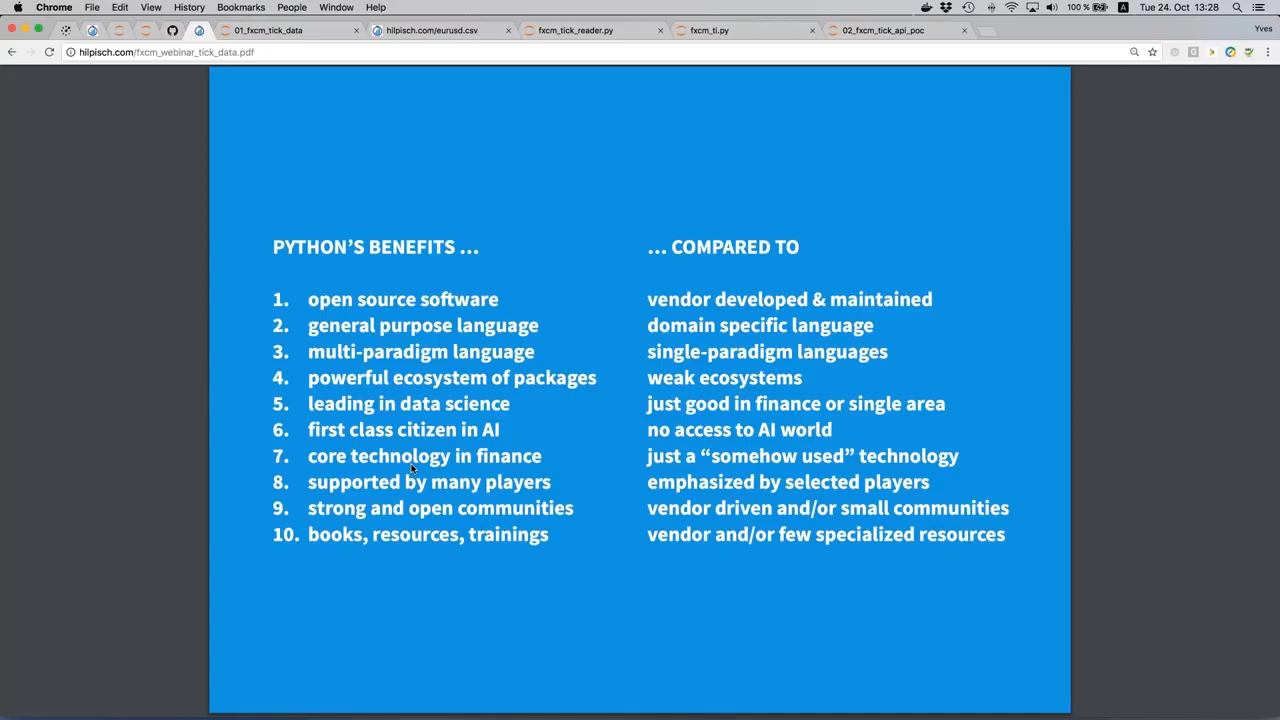 Chrome File Edit View History Bookmarks People Window Help 100 % Tue 24. Oct 13:28
01_fxcm_tick_data hilpisch.com/eurusd.csv fxcm_tick_reader.py fxcm_ti.py 02_fxcm_tick_api_poc Yves
hilpisch.com/fxcm_webinar_tick_data.pdf
PYTHON’S BENEFITS … … COMPARED TO
1. open source software vendor developed & maintained
2. general purpose language domain specific language
3. multi-paradigm language single-paradigm languages
4. powerful ecosystem of packages weak ecosystems
5. leading in data science just good in finance or single area
6. first class citizen in AI no access to AI world
7. core technology in finance just a “somehow used” technology
8. supported by many players emphasized by selected players
9. strong and open communities vendor driven and/or small communities
10. books, resources, trainings vendor and/or few specialized resources